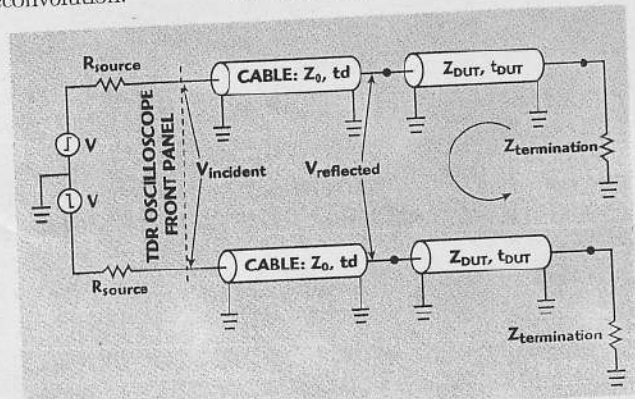 econvolution.
Rsource
CABLE: Z0, td
ZDUT, tDUT
V
TDR OSCILLOSCOPE
FRONT PANEL
Vincident
Vreflected
Ztermination
V
Rsource
CABLE: Z0, td
ZDUT, tDUT
Ztermination